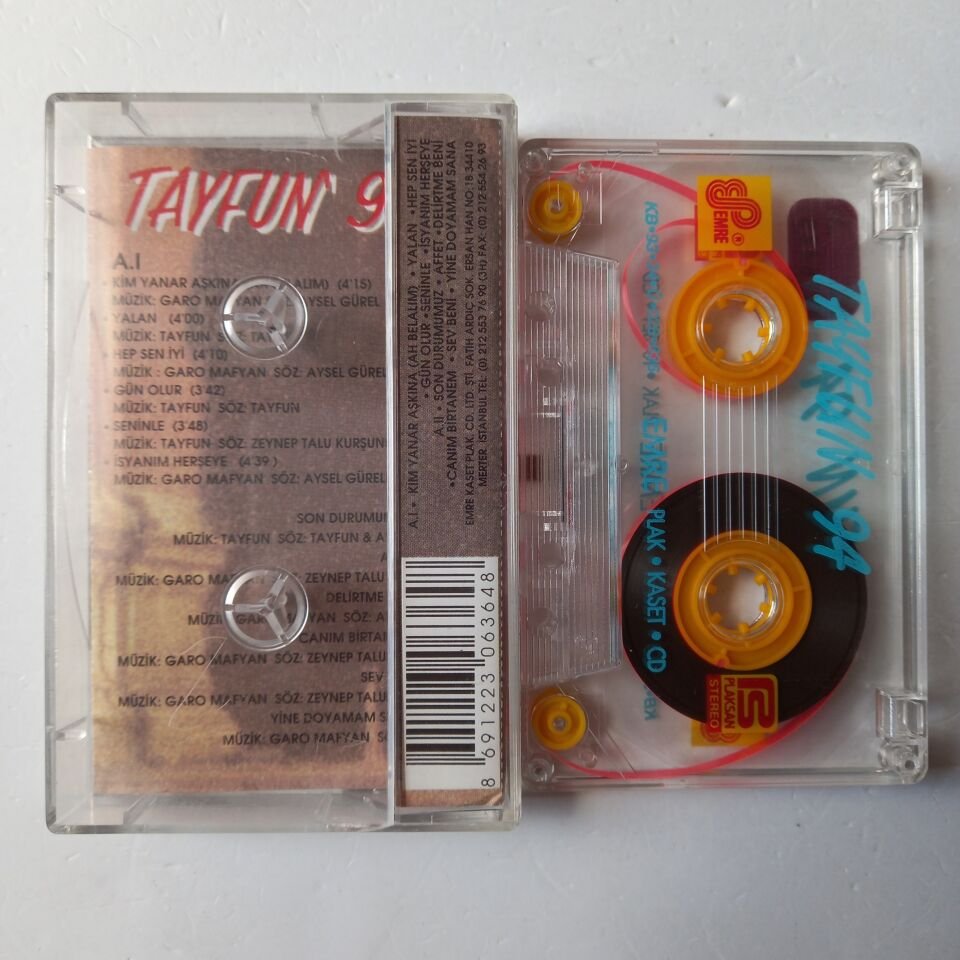 TAYFUN' 9
A.I
• KİM YANAR AŞKINA ALIM) (4'15)
MÜZİK: GARO MAFYAN AYSEL GÜREL
YALAN (4'00)
MÜZİK: TAYFUN
• HEP SEN İYİ (4'10)
MÜZİK : GARO MAFYAN SÖZ: AYSEL GÜREL
• GÜN OLUR (3'42)
MÜZİK: TAYFUN SÖZ: TAYFUN
• SENİNLE (3'48)
MÜZİK: TAYFUN SÖZ: ZEYNEP TALU KURŞUN
• İSYANIM HERŞEYE (4'39 )
MÜZİK: GARO MAFYAN SÖZ: AYSEL GÜREL
SON DURUMU
MÜZİK: TAYFUN SÖZ: TAYFUN & A
MÜZİK: GARO MAFYAN ZEYNEP TALU
DELİRTME
MÜZİK MAFYAN SÖZ:
CANIM BİRTAN
MÜZİK: GARO MAFYAN SÖZ: ZEYNEP TALU
SEV
MÜZİK: GARO MAFYAN SÖZ: ZEYNEP TALU
YİNE DOYAMAM S
MÜZİK: GARO MAFYAN
A.I. • KİM YANAR AŞKINA (AH BELALIM) • YALAN • HEP SEN İYİ
• GÜN OLUR • SENİNLE • İSYANIM HERŞEYE
A.II • SON DURUMUMUZ • AFFET • DELİRTME BENİ
• CANIM BİRTANEM • SEV BENİ • YİNE DOYAMAM SANA
EMRE KASET PLAK. CD. LTD. ŞTİ. FATİH ARDIÇ SOK. ERSAN HAN NO:18 34410
MERTER. İSTANBUL TEL: (0) 212 553 76 90 (3H) FAX: (0) 212 554 26 93
8 691223 063648
EMRE
TAYFUN' 94
EMRE PLAK • KASET • CD
PLAKSAN
STEREO